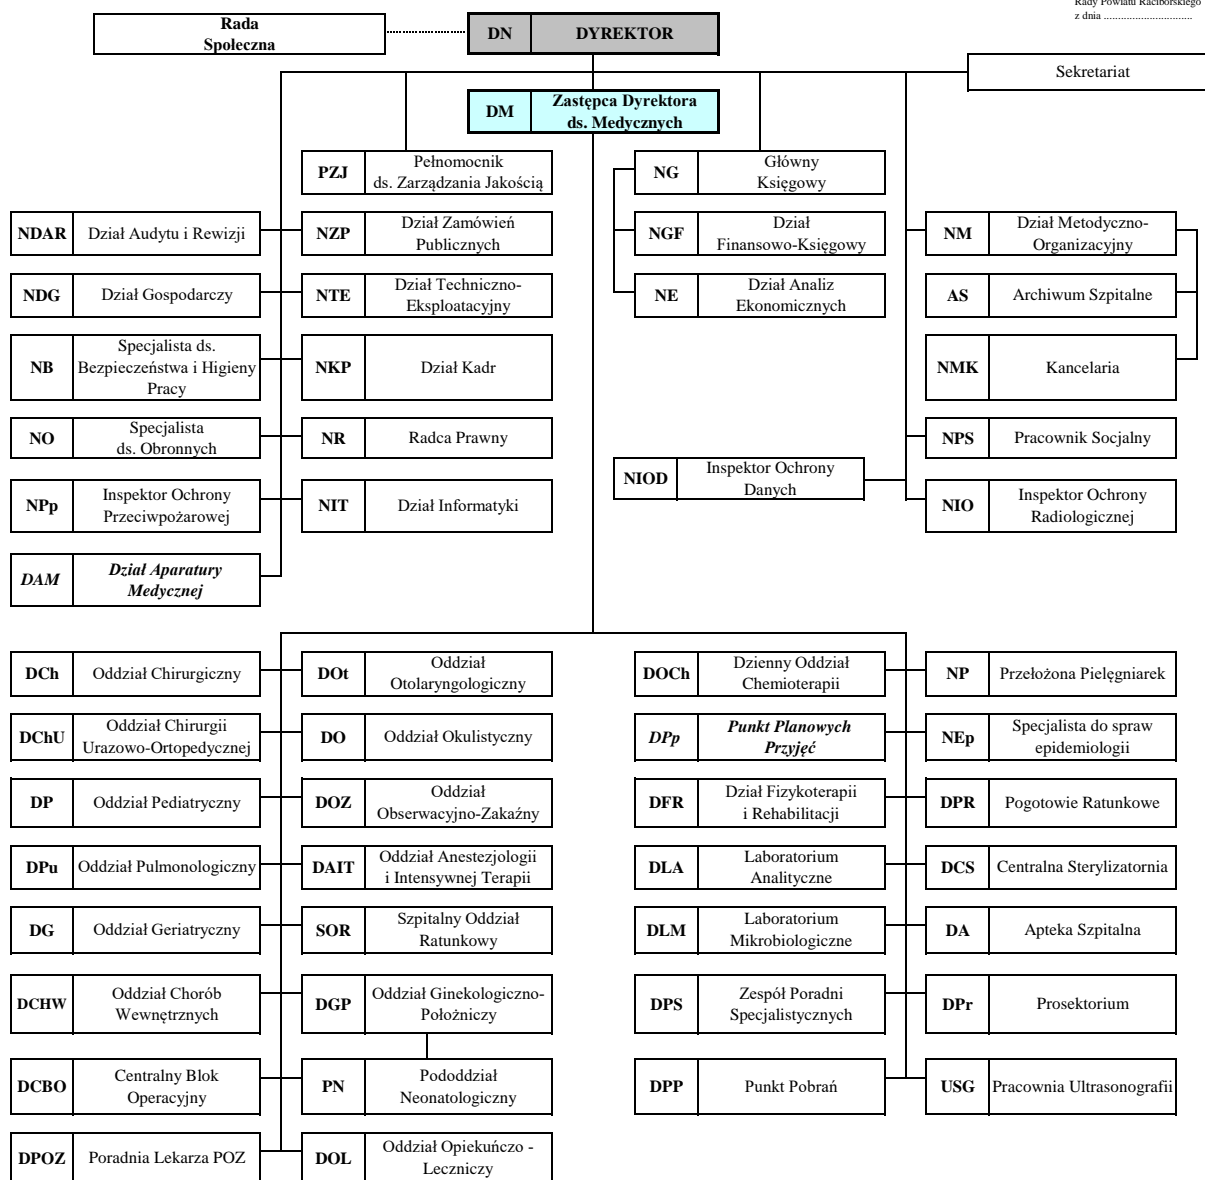 Rady Powiatu Raciborskiego
z dnia ...............................
Rada
Społeczna
DN
DYREKTOR
Sekretariat
DM
Zastępca Dyrektora
ds. Medycznych
PZJ
Pełnomocnik
ds. Zarządzania Jakością
NG
Główny
Księgowy
NDAR
Dział Audytu i Rewizji
NZP
Dział Zamówień
Publicznych
NGF
Dział
Finansowo-Księgowy
NM
Dział Metodyczno-
Organizacyjny
NDG
Dział Gospodarczy
NTE
Dział Techniczno-
Eksploatacyjny
NE
Dział Analiz
Ekonomicznych
AS
Archiwum Szpitalne
NB
Specjalista ds.
Bezpieczeństwa i Higieny
Pracy
NKP
Dział Kadr
NMK
Kancelaria
NO
Specjalista
ds. Obronnych
NR
Radca Prawny
NPS
Pracownik Socjalny
NIOD
Inspektor Ochrony
Danych
NPp
Inspektor Ochrony
Przeciwpożarowej
NIT
Dział Informatyki
NIO
Inspektor Ochrony
Radiologicznej
DAM
Dział Aparatury
Medycznej
DCh
Oddział Chirurgiczny
DOt
Oddział
Otolaryngologiczny
DOCh
Dzienny Oddział
Chemioterapii
NP
Przełożona Pielęgniarek
DChU
Oddział Chirurgii
Urazowo-Ortopedycznej
DO
Oddział Okulistyczny
DPp
Punkt Planowych
Przyjęć
NEp
Specjalista do spraw
epidemiologii
DP
Oddział Pediatryczny
DOZ
Oddział
Obserwacyjno-Zakaźny
DFR
Dział Fizykoterapii
i Rehabilitacji
DPR
Pogotowie Ratunkowe
DPu
Oddział Pulmonologiczny
DAIT
Oddział Anestezjologii
i Intensywnej Terapii
DLA
Laboratorium
Analityczne
DCS
Centralna Sterylizatornia
DG
Oddział Geriatryczny
SOR
Szpitalny Oddział
Ratunkowy
DLM
Laboratorium
Mikrobiologiczne
DA
Apteka Szpitalna
DCHW
Oddział Chorób
Wewnętrznych
DGP
Oddział Ginekologiczno-
Położniczy
DPS
Zespół Poradni
Specjalistycznych
DPr
Prosektorium
DCBO
Centralny Blok
Operacyjny
PN
Pododdział
Neonatologiczny
DPP
Punkt Pobrań
USG
Pracownia Ultrasonografii
DPOZ
Poradnia Lekarza POZ
DOL
Oddział Opiekuńczo -
Leczniczy